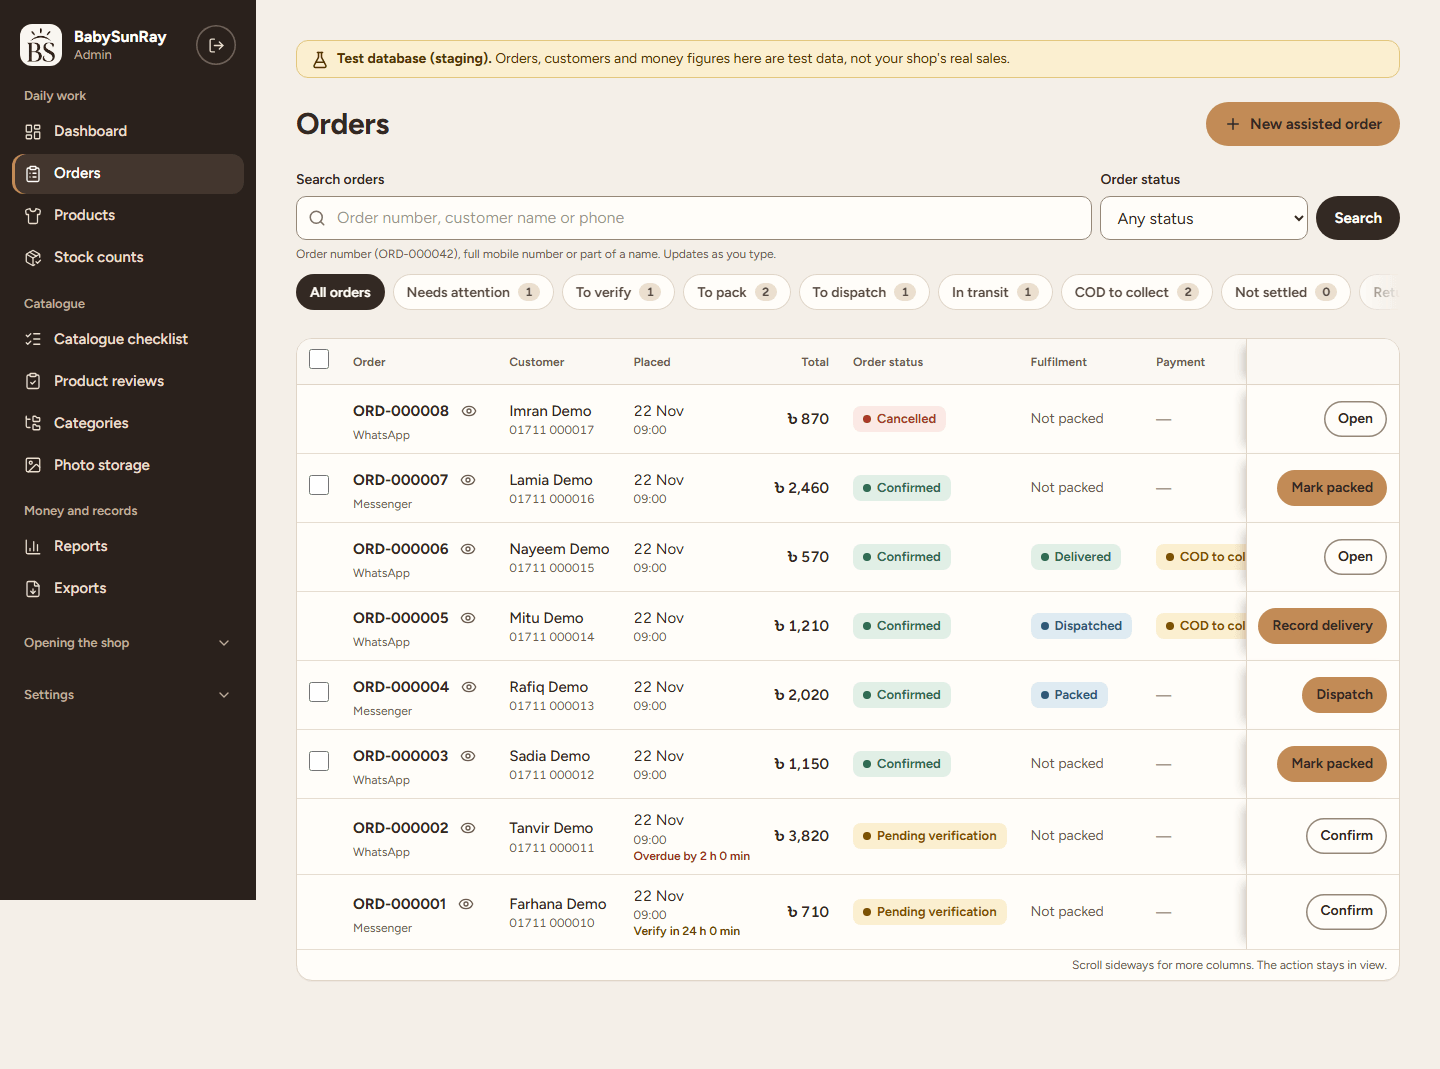 BS
BabySunRay
Admin
Daily work
Dashboard
Orders
Products
Stock counts
Catalogue
Catalogue checklist
Product reviews
Categories
Photo storage
Money and records
Reports
Exports
Opening the shop
Settings
Test database (staging). Orders, customers and money figures here are test data, not your shop's real sales.
Orders
New assisted order
Search orders
Order status
Order number, customer name or phone
Any status
Search
Order number (ORD-000042), full mobile number or part of a name. Updates as you type.
All orders
Needs attention 1
To verify 1
To pack 2
To dispatch 1
In transit 1
COD to collect 2
Not settled 0
Order Customer Placed Total Order status Fulfilment Payment
ORD-000008 Imran Demo 22 Nov ৳ 870 Cancelled Not packed — Open
WhatsApp 01711 000017 09:00
ORD-000007 Lamia Demo 22 Nov ৳ 2,460 Confirmed Not packed — Mark packed
Messenger 01711 000016 09:00
ORD-000006 Nayeem Demo 22 Nov ৳ 570 Confirmed Delivered COD to col Open
WhatsApp 01711 000015 09:00
ORD-000005 Mitu Demo 22 Nov ৳ 1,210 Confirmed Dispatched COD to col Record delivery
WhatsApp 01711 000014 09:00
ORD-000004 Rafiq Demo 22 Nov ৳ 2,020 Confirmed Packed — Dispatch
Messenger 01711 000013 09:00
ORD-000003 Sadia Demo 22 Nov ৳ 1,150 Confirmed Not packed — Mark packed
WhatsApp 01711 000012 09:00
ORD-000002 Tanvir Demo 22 Nov ৳ 3,820 Pending verification Not packed — Confirm
WhatsApp 01711 000011 09:00
Overdue by 2 h 0 min
ORD-000001 Farhana Demo 22 Nov ৳ 710 Pending verification Not packed — Confirm
Messenger 01711 000010 09:00
Verify in 24 h 0 min
Scroll sideways for more columns. The action stays in view.